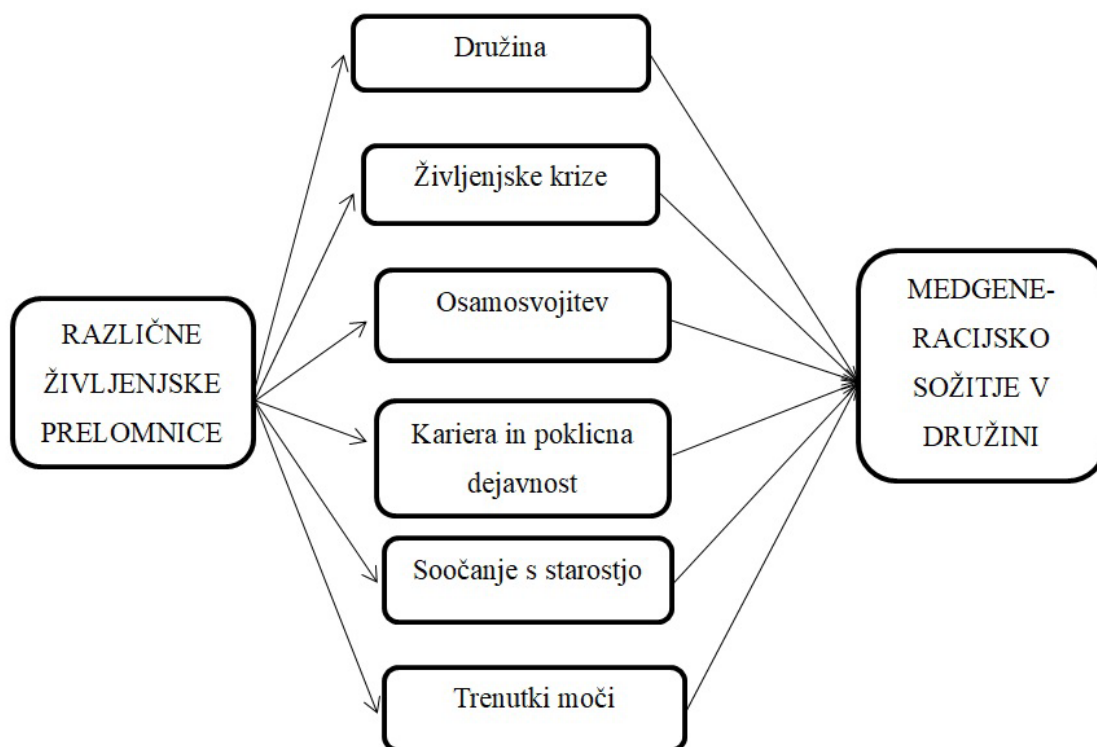 Družina
Življenjske krize
Osamosvojitev
Kariera in poklicna
dejavnost
Soočanje s starostjo
Trenutki moči
RAZLIČNE
ŽIVLJENJSKE
PRELOMNICE
MEDGENE-
RACIJSKO
SOŽITJE V
DRUŽINI